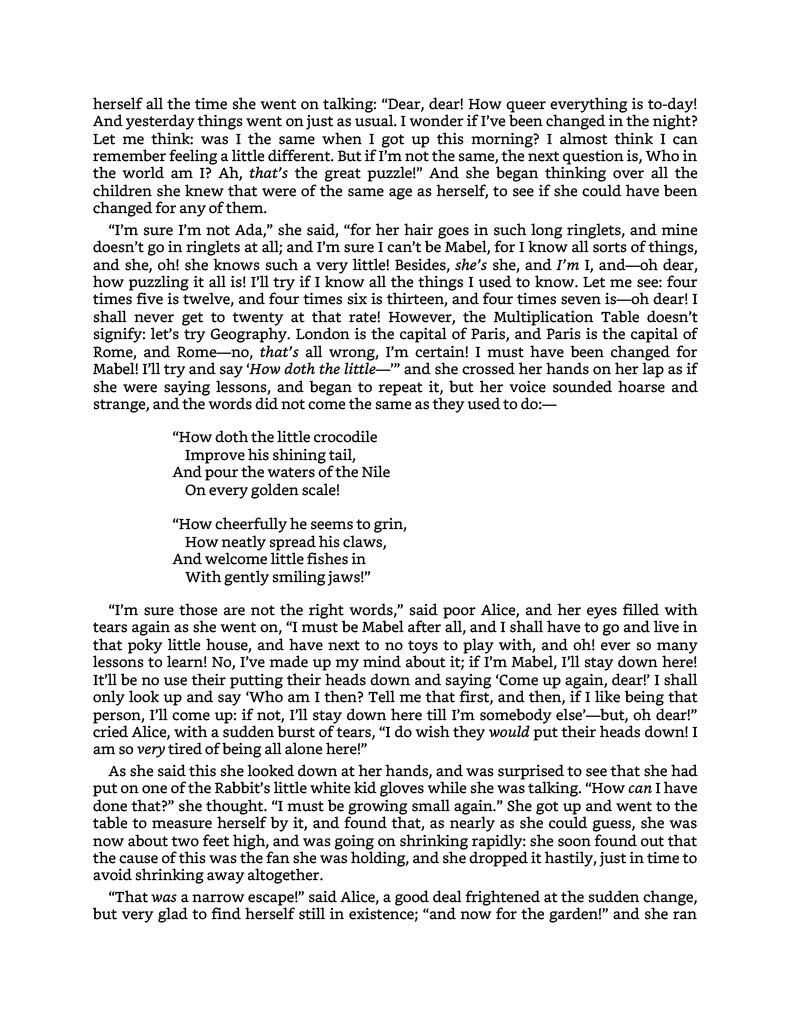 herself all the time she went on talking: “Dear, dear! How queer everything is to-day!
And yesterday things went on just as usual. I wonder if I’ve been changed in the night?
Let me think: was I the same when I got up this morning? I almost think I can
remember feeling a little different. But if I’m not the same, the next question is, Who in
the world am I? Ah, that’s the great puzzle!” And she began thinking over all the
children she knew that were of the same age as herself, to see if she could have been
changed for any of them.
“I’m sure I’m not Ada,” she said, “for her hair goes in such long ringlets, and mine
doesn’t go in ringlets at all; and I’m sure I can’t be Mabel, for I know all sorts of things,
and she, oh! she knows such a very little! Besides, she’s she, and I’m I, and—oh dear,
how puzzling it all is! I’ll try if I know all the things I used to know. Let me see: four
times five is twelve, and four times six is thirteen, and four times seven is—oh dear! I
shall never get to twenty at that rate! However, the Multiplication Table doesn’t
signify: let’s try Geography. London is the capital of Paris, and Paris is the capital of
Rome, and Rome—no, that’s all wrong, I’m certain! I must have been changed for
Mabel! I’ll try and say ‘How doth the little—’” and she crossed her hands on her lap as if
she were saying lessons, and began to repeat it, but her voice sounded hoarse and
strange, and the words did not come the same as they used to do:—
“How doth the little crocodile
Improve his shining tail,
And pour the waters of the Nile
On every golden scale!
“How cheerfully he seems to grin,
How neatly spread his claws,
And welcome little fishes in
With gently smiling jaws!”
“I’m sure those are not the right words,” said poor Alice, and her eyes filled with
tears again as she went on, “I must be Mabel after all, and I shall have to go and live in
that poky little house, and have next to no toys to play with, and oh! ever so many
lessons to learn! No, I’ve made up my mind about it; if I’m Mabel, I’ll stay down here!
It’ll be no use their putting their heads down and saying ‘Come up again, dear!’ I shall
only look up and say ‘Who am I then? Tell me that first, and then, if I like being that
person, I’ll come up: if not, I’ll stay down here till I’m somebody else’—but, oh dear!”
cried Alice, with a sudden burst of tears, “I do wish they would put their heads down! I
am so very tired of being all alone here!”
As she said this she looked down at her hands, and was surprised to see that she had
put on one of the Rabbit’s little white kid gloves while she was talking. “How can I have
done that?” she thought. “I must be growing small again.” She got up and went to the
table to measure herself by it, and found that, as nearly as she could guess, she was
now about two feet high, and was going on shrinking rapidly: she soon found out that
the cause of this was the fan she was holding, and she dropped it hastily, just in time to
avoid shrinking away altogether.
“That was a narrow escape!” said Alice, a good deal frightened at the sudden change,
but very glad to find herself still in existence; “and now for the garden!” and she ran